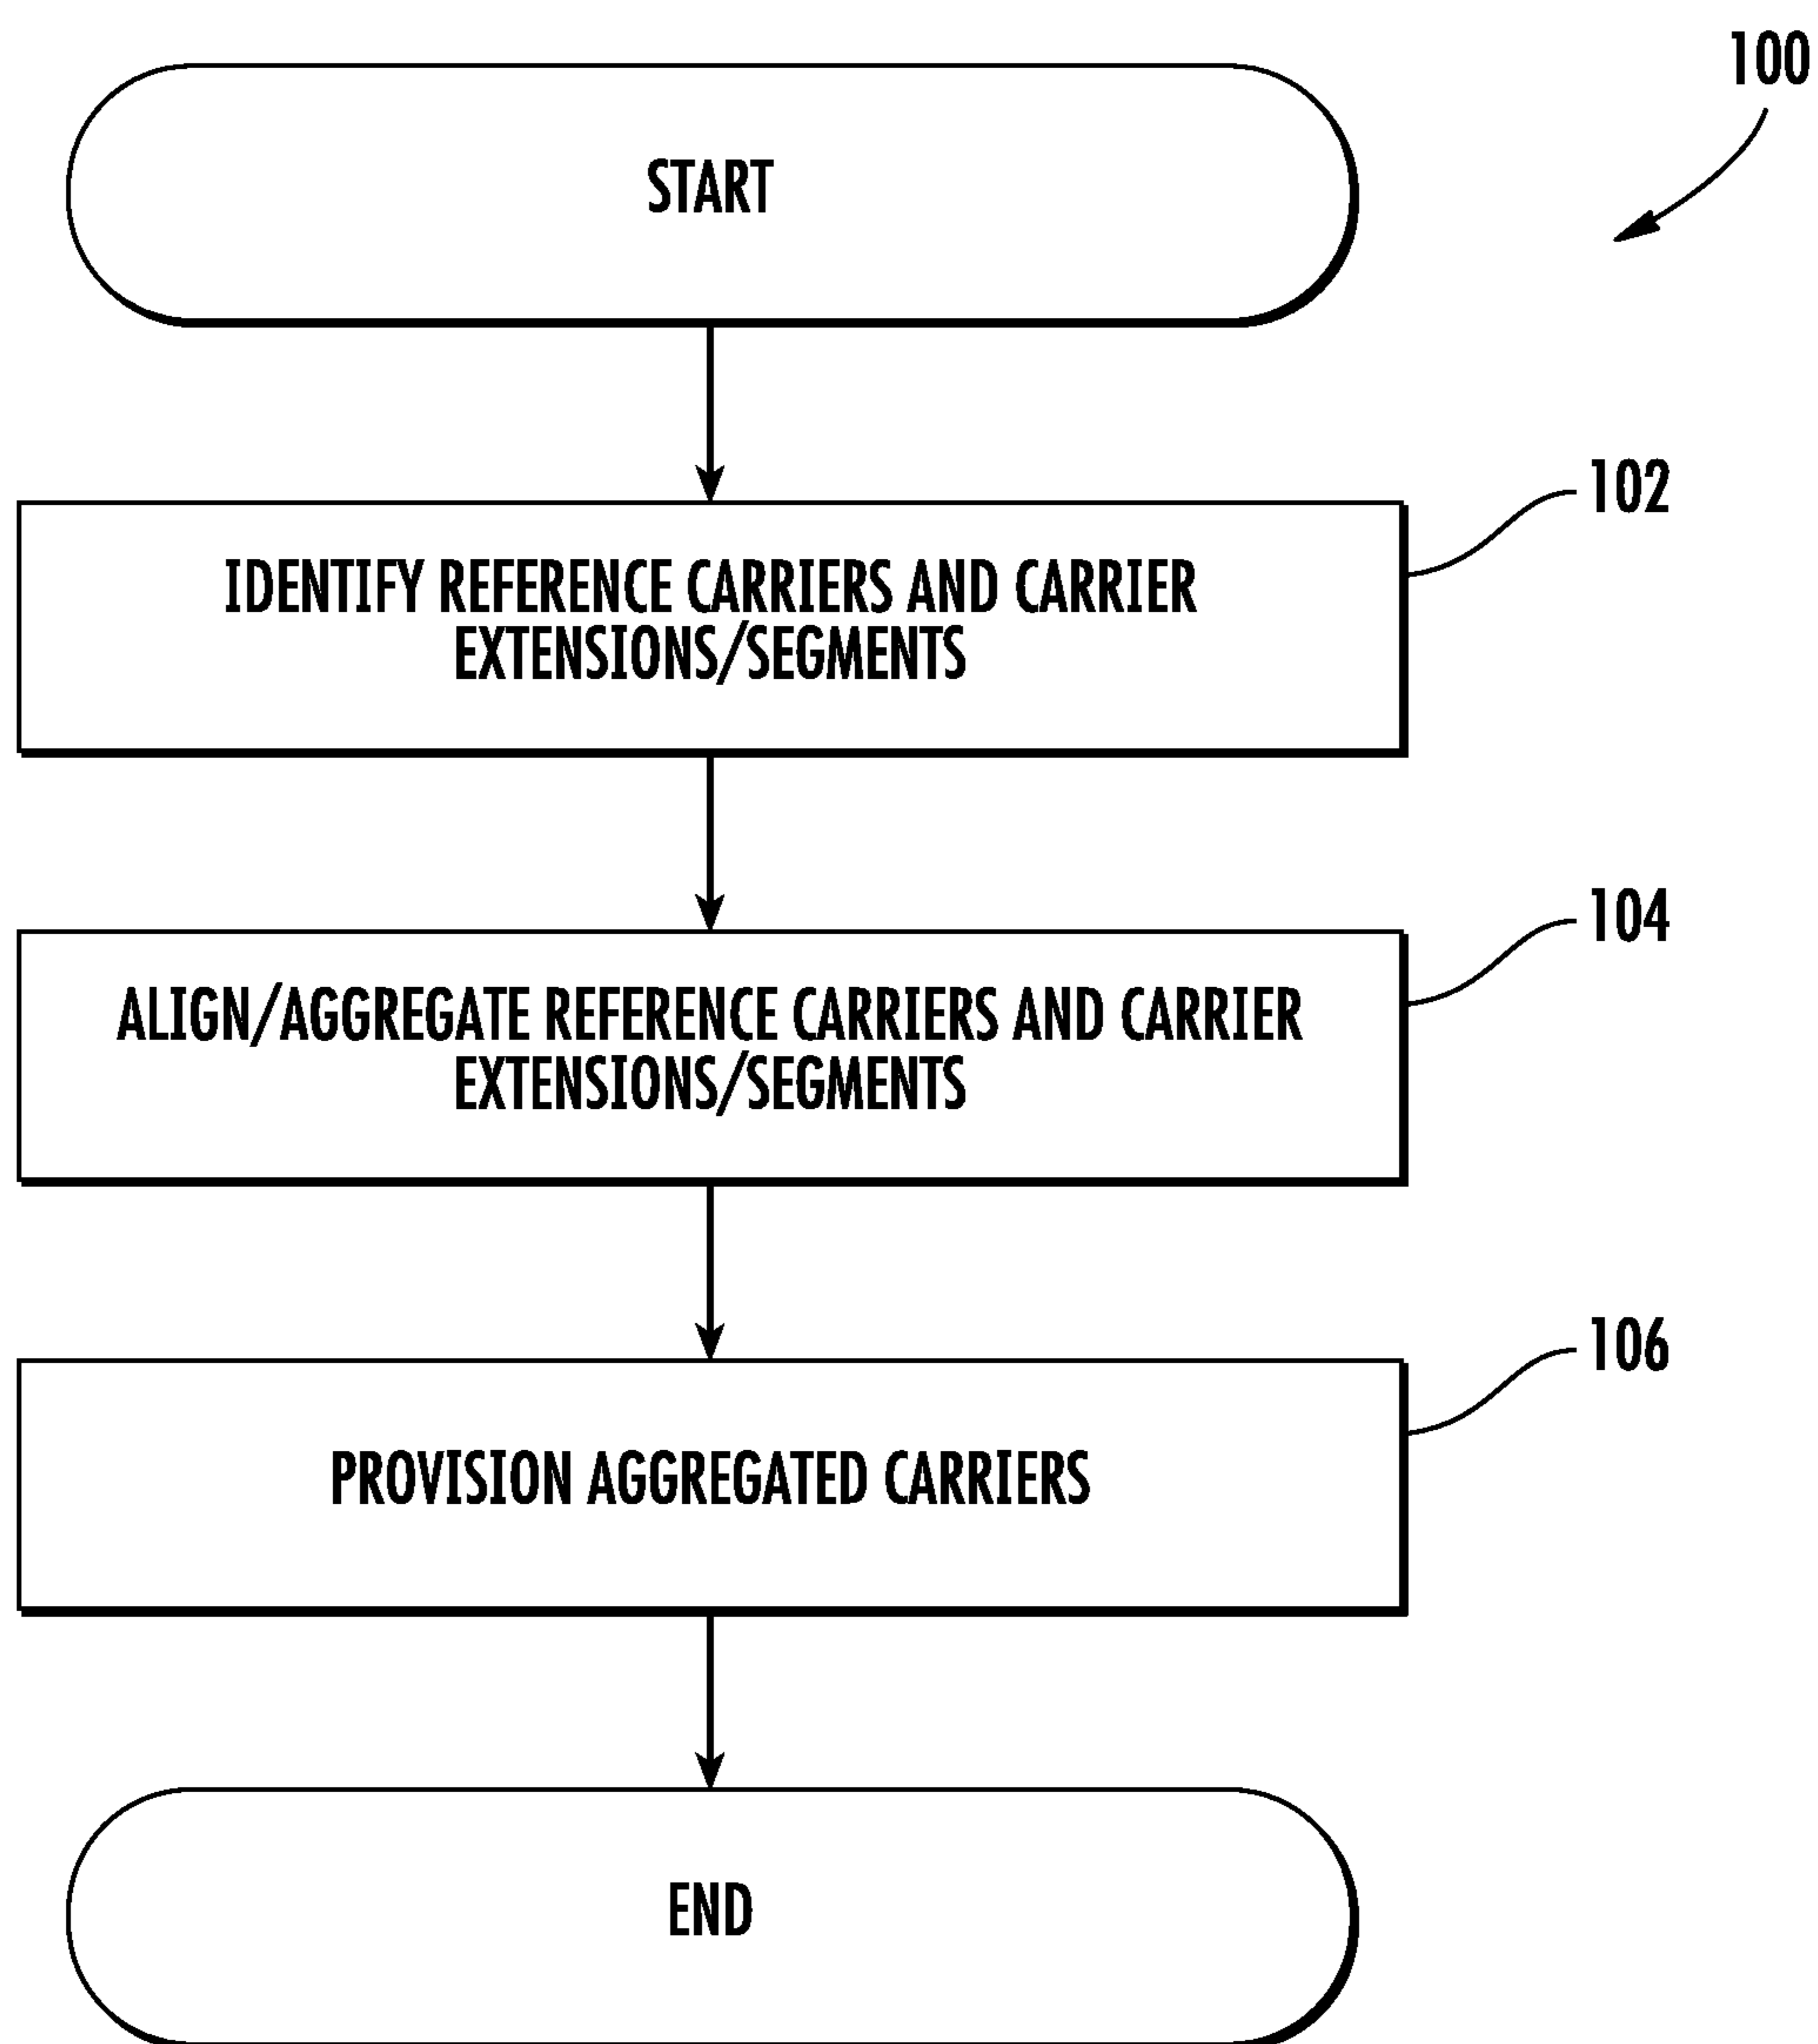 100
START
102
IDENTIFY REFERENCE CARRIERS AND CARRIER
EXTENSIONS/SEGMENTS
104
ALIGN/AGGREGATE REFERENCE CARRIERS AND CARRIER
EXTENSIONS/SEGMENTS
106
PROVISION AGGREGATED CARRIERS
END